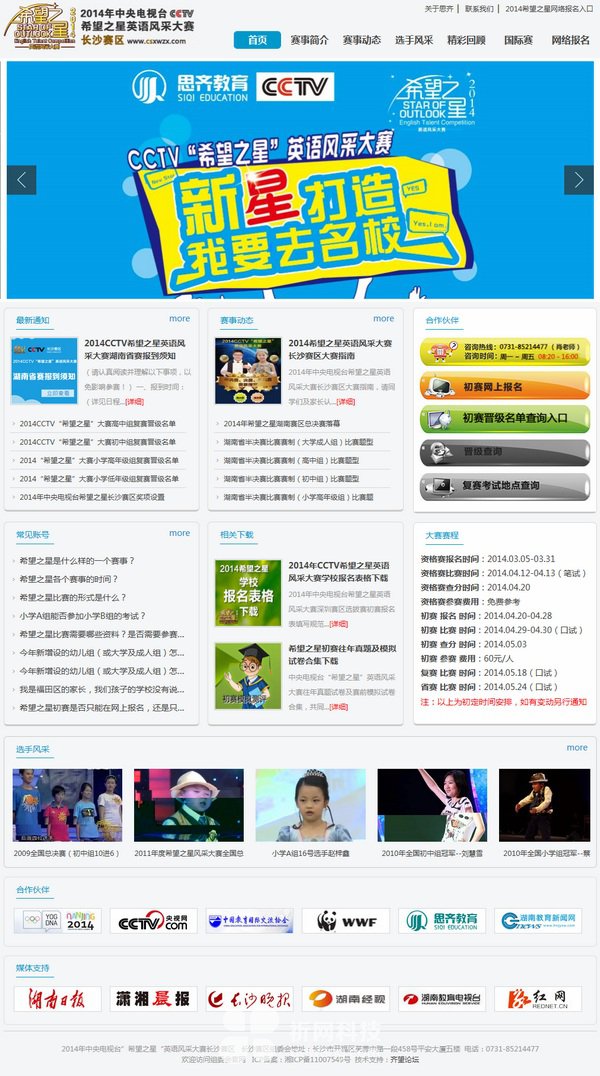 希望之星
STAR OF OUTLOOK
English Talent Competition
英语风采大赛
2014
2014年中央电视台 CCTV
希望之星英语风采大赛
长沙赛区 www.csxwzx.com
关于思齐 | 联系我们 | 2014希望之星网络报名入口
首页 赛事简介 赛事动态 选手风采 精彩回顾 国际赛 网络报名
思齐教育
SIQI EDUCATION
CCTV
希望之星
STAR OF OUTLOOK
2014
English Talent Competition
英语风采大赛
CCTV“希望之星”英语风采大赛
New Star
YES
新星打造
Yes,I am.
我要去名校
最新通知 more
2014CCTV希望之星英语风
采大赛湖南省赛报到须知
（请认真阅读并理解以下事项，以
免影响参赛！） 一、报到时间：
（详见日程...[详细]
湖南省赛报到须知
立即查看
2014CCTV“希望之星”大赛高中组复赛晋级名单
2014CCTV“希望之星”大赛初中组复赛晋级名单
2014“希望之星”大赛小学高年级组复赛晋级名单
2014“希望之星”大赛小学低年级组复赛晋级名单
2014年中央电视台希望之星长沙赛区奖项设置
赛事动态 more
2014CCTV希望之星英语风采大赛
长沙赛区大赛指南
2014年中央电视台希望之星英语风
采大赛长沙赛区大赛指南，请同
学们及家长认...[详细]
2014年希望之星湖南赛区总决赛落幕
湖南省半决赛比赛赛制（大学成人组）比赛题型
湖南省半决赛比赛赛制（高中组）比赛题型
湖南省半决赛比赛赛制（初中组）比赛题型
湖南省半决赛比赛赛制（小学高年级组）比赛题
合作伙伴
咨询热线：0731-85214477（肖老师）
咨询时间：周一－周五 08:20 - 16:00
初赛网上报名
初赛晋级名单查询入口
晋级查询
复赛考试地点查询
常见账号 more
希望之星是什么样的一个赛事？
希望之星各个赛事的时间？
希望之星比赛的形式是什么？
小学A组能否参加小学B组的考试？
希望之星比赛需要哪些资料？是否需要参赛...
今年新增设的幼儿组（或大学及成人组）怎...
今年新增设的幼儿组（或大学及成人组）怎...
我是福田区的家长，我们孩子的学校没有说...
希望之星初赛是否只能在网上报名，还是只...
相关下载
2014希望之星
学校
报名表格
下载
2014年CCTV希望之星英语
风采大赛学校报名表格下载
2014年中央电视台希望之星英语
风采大赛深圳赛区选拔赛初赛报名
表填写规范...[详细]
初赛模拟测评
希望之星初赛往年真题及模拟
试卷合集下载
中央电视台“希望之星”英语风采
大赛往年真题试卷及赛前模拟试卷
合集，共同...[详细]
大赛赛程
资格赛报名时间：2014.03.05-03.31
资格赛比赛时间：2014.04.12-04.13（笔试）
资格赛查分时间：2014.04.20
资格赛参赛费用：免费参考
初赛 报名 时间：2014.04.20-04.28
初赛 比赛 时间：2014.04.29-04.30（口试）
初赛 查分 时间：2014.05.03
初赛 参赛 费用：60元/人
复赛 比赛 时间：2014.05.18（口试）
省赛 比赛 时间：2014.05.24（口试）
注：以上为初定时间安排，如有变动另行通知
选手风采 more
2009全国总决赛（初中组10进6）
2011年度希望之星风采大赛全国总
小学A组16号选手赵梓鑫
2010年全国初中组冠军--刘慧雪
2010年全国小学组冠军--蔡
合作伙伴
YOG DNA
NANJING 2014
CCTV.com 央视网
中国教育国际交流协会
WWF
思齐教育
SIQI EDUCATION
湖南教育新闻网
媒体支持
湖南日报
潇湘晨报
长沙晚报
湖南经视
湖南教育电视台
红网
REDNET.CN
折网科技
2014年中央电视台”希望之星“英语风采大赛长沙赛区 长沙赛区组委会地址：长沙市开福区芙蓉中路一段458号平安大厦五楼 电话：0731-85214477
技术支持：齐望论坛